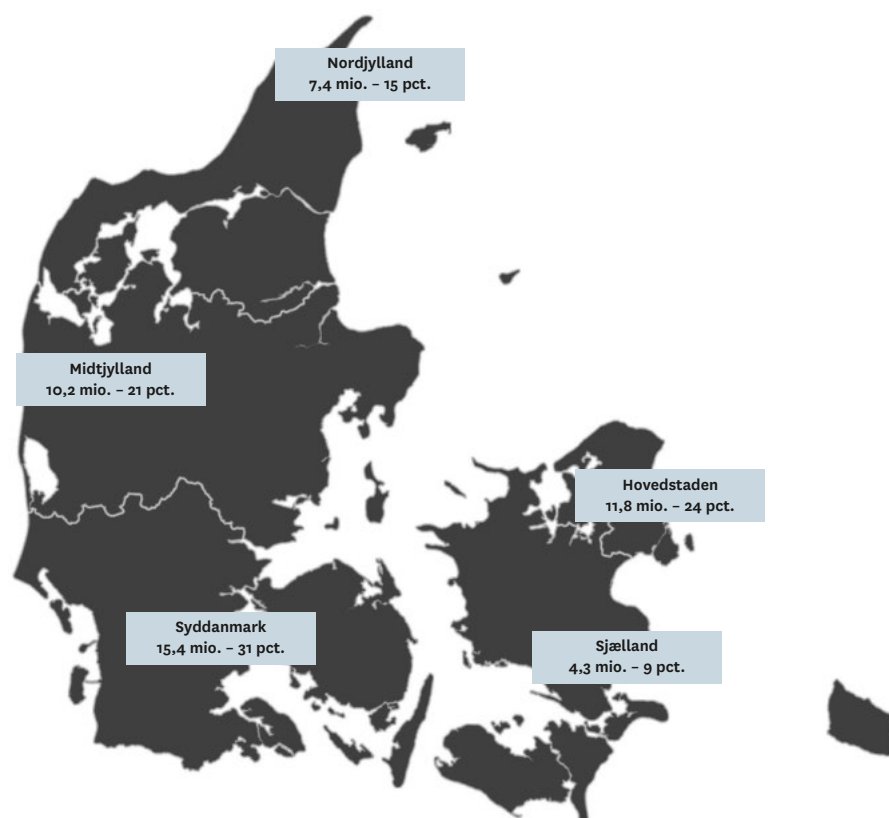 Nordjylland
7,4 mio. – 15 pct.
Midtjylland
10,2 mio. – 21 pct.
Hovedstaden
11,8 mio. – 24 pct.
Syddanmark
15,4 mio. – 31 pct.
Sjælland
4,3 mio. – 9 pct.